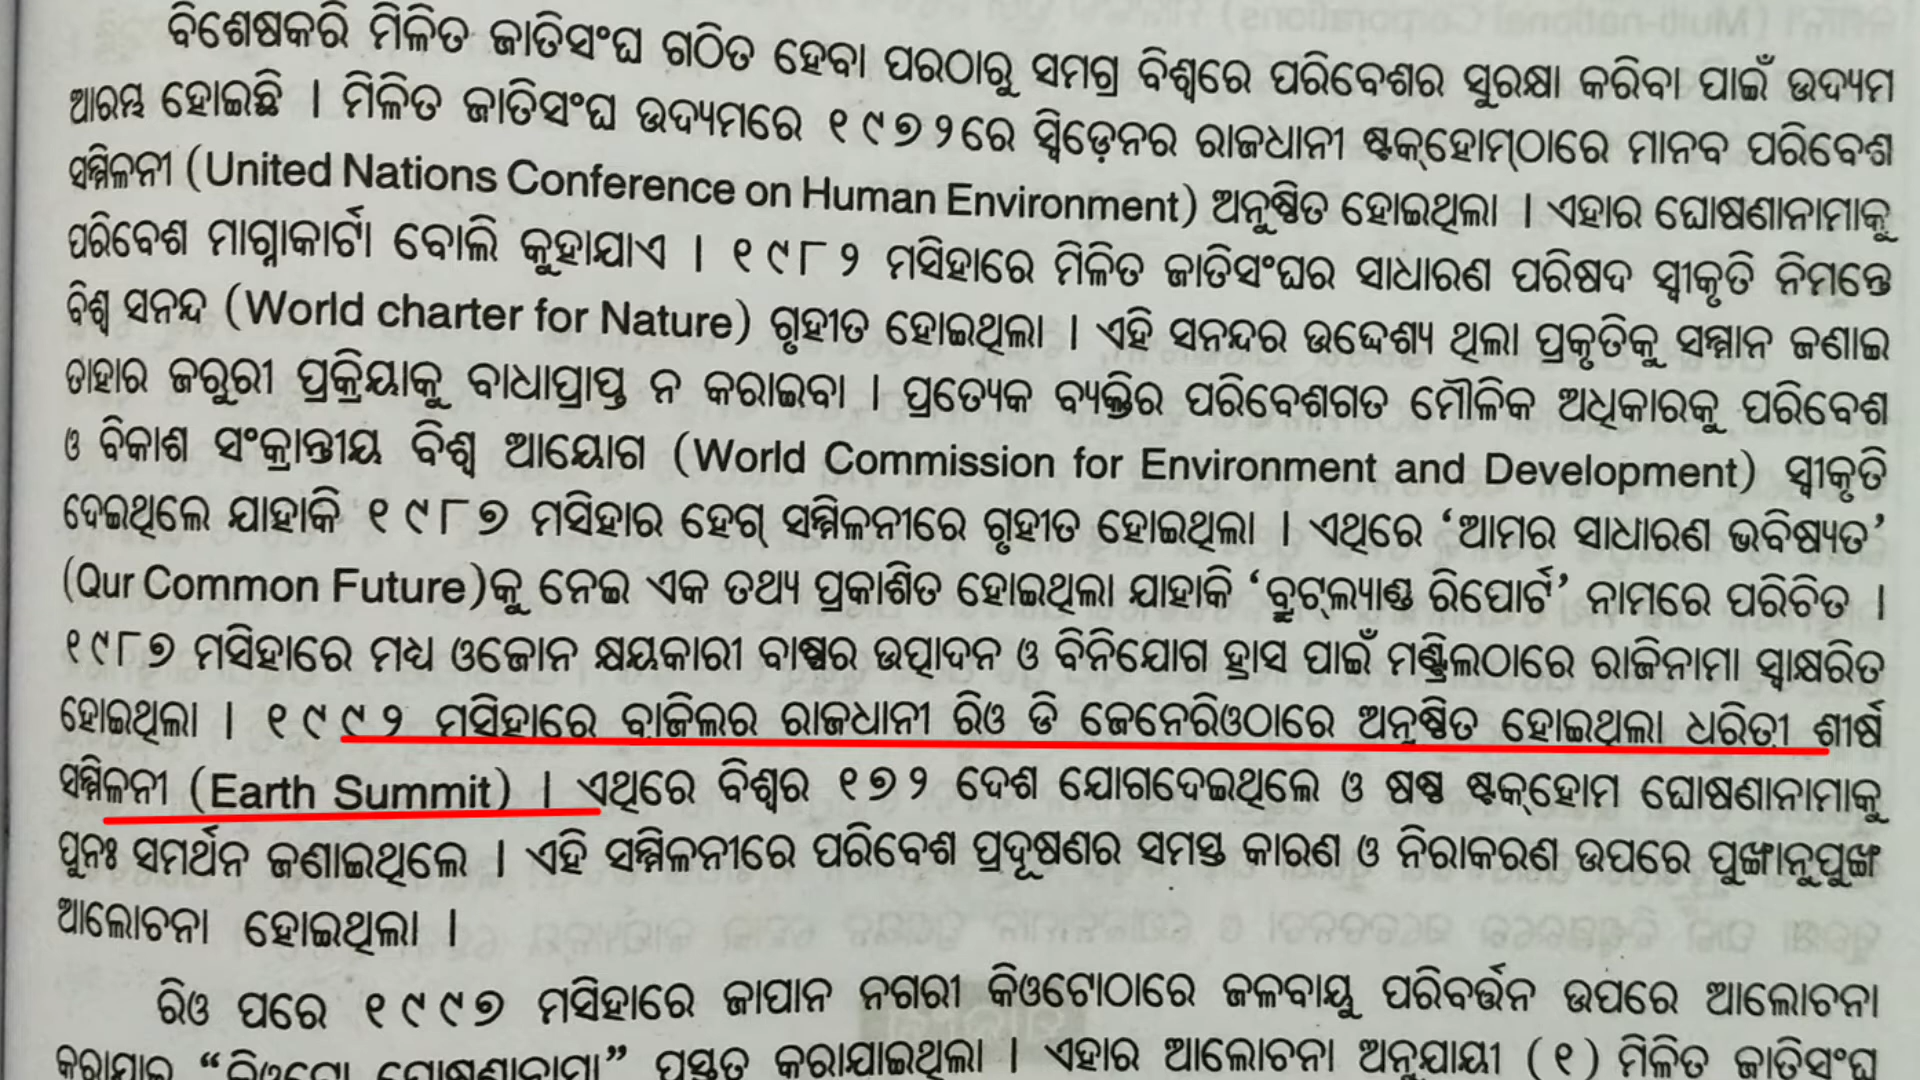 ବିଶେଷକରି ମିଳିତ ଜାତିସଂଘ ଗଠିତ ହେବା ପରଠାରୁ ସମଗ୍ର ବିଶ୍ୱରେ ପରିବେଶର ସୁରକ୍ଷା କରିବା ପାଇଁ ଉଦ୍ୟମ
ଆରମ୍ଭ ହୋଇଛି । ମିଳିତ ଜାତିସଂଘ ଉଦ୍ୟମରେ ୧୯୭୨ରେ ସ୍ୱିଡ଼େନର ରାଜଧାନୀ ଷ୍ଟକ୍‌ହୋମ୍‌ଠାରେ ମାନବ ପରିବେଶ
ସମ୍ମିଳନୀ (United Nations Conference on Human Environment) ଅନୁଷ୍ଠିତ ହୋଇଥିଲା । ଏହାର ଘୋଷଣାନାମାକୁ
ପରିବେଶ ମାଗ୍ନାକାର୍ଟା ବୋଲି କୁହାଯାଏ । ୧୯୮୨ ମସିହାରେ ମିଳିତ ଜାତିସଂଘର ସାଧାରଣ ପରିଷଦ ସ୍ୱୀକୃତି ନିମନ୍ତେ
ବିଶ୍ୱ ସନନ୍ଦ (World charter for Nature) ଗୃହୀତ ହୋଇଥିଲା । ଏହି ସନନ୍ଦର ଉଦ୍ଦେଶ୍ୟ ଥିଲା ପ୍ରକୃତିକୁ ସମ୍ମାନ ଜଣାଇ
ତାହାର ଜରୁରୀ ପ୍ରକ୍ରିୟାକୁ ବାଧାପ୍ରାପ୍ତ ନ କରାଇବା । ପ୍ରତ୍ୟେକ ବ୍ୟକ୍ତିର ପରିବେଶଗତ ମୌଳିକ ଅଧିକାରକୁ ପରିବେଶ
ଓ ବିକାଶ ସଂକ୍ରାନ୍ତୀୟ ବିଶ୍ୱ ଆୟୋଗ (World Commission for Environment and Development) ସ୍ୱୀକୃତି
ଦେଇଥିଲେ ଯାହାକି ୧୯୮୭ ମସିହାର ହେଗ୍ ସମ୍ମିଳନୀରେ ଗୃହୀତ ହୋଇଥିଲା । ଏଥିରେ ‘ଆମର ସାଧାରଣ ଭବିଷ୍ୟତ’
(Qur Common Future)କୁ ନେଇ ଏକ ତଥ୍ୟ ପ୍ରକାଶିତ ହୋଇଥିଲା ଯାହାକି ‘ବ୍ରୁଟ୍‌ଲ୍ୟାଣ୍ଡ ରିପୋର୍ଟ’ ନାମରେ ପରିଚିତ ।
୧୯୮୭ ମସିହାରେ ମଧ୍ୟ ଓଜୋନ କ୍ଷୟକାରୀ ବାଷ୍ପର ଉତ୍ପାଦନ ଓ ବିନିଯୋଗ ହ୍ରାସ ପାଇଁ ମଣ୍ଟ୍ରିଲଠାରେ ରାଜିନାମା ସ୍ୱାକ୍ଷରିତ
ହୋଇଥିଲା । ୧୯୯୨ ମସିହାରେ ବ୍ରାଜିଲର ରାଜଧାନୀ ରିଓ ଡି ଜେନେରିଓଠାରେ ଅନୁଷ୍ଠିତ ହୋଇଥିଲା ଧରିତ୍ରୀ ଶୀର୍ଷ
ସମ୍ମିଳନୀ (Earth Summit) । ଏଥିରେ ବିଶ୍ୱର ୧୭୨ ଦେଶ ଯୋଗଦେଇଥିଲେ ଓ ଷଷ୍ଠ ଷ୍ଟକ୍‌ହୋମ ଘୋଷଣାନାମାକୁ
ପୁନଃ ସମର୍ଥନ ଜଣାଇଥିଲେ । ଏହି ସମ୍ମିଳନୀରେ ପରିବେଶ ପ୍ରଦୂଷଣର ସମସ୍ତ କାରଣ ଓ ନିରାକରଣ ଉପରେ ପୁଙ୍ଖାନୁପୁଙ୍ଖ
ଆଲୋଚନା ହୋଇଥିଲା ।
ରିଓ ପରେ ୧୯୯୭ ମସିହାରେ ଜାପାନ ନଗରୀ କିଓଟୋଠାରେ ଜଳବାୟୁ ପରିବର୍ତ୍ତନ ଉପରେ ଆଲୋଚନା
କରାଯାଇ “କିଓଟୋ ଘୋଷଣାନାମା” ପ୍ରସ୍ତୁତ କରାଯାଇଥିଲା । ଏହାର ଆଲୋଚନା ଅନୁଯାୟୀ (୧) ମିଳିତ ଜାତିସଂଘ